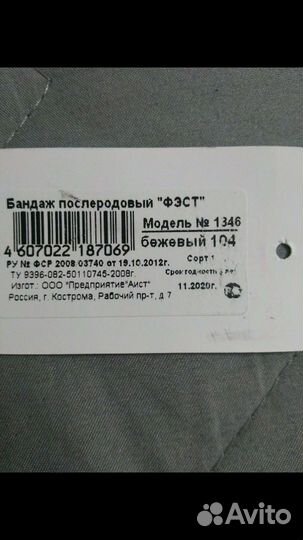 Бандаж послеродовый "ФЭСТ"
Модель № 1346
бежевый 104
4 607022 187069
РУ № ФСР 2008/03740 от 19.10.2012г.
Сорт 1
ТУ 9396-082-50110745-2008г.
Срок годности
Изгот.: ООО "Предприятие"Аист"
11.2020г.
Россия, г. Кострома, Рабочий пр-т, д 7
Avito